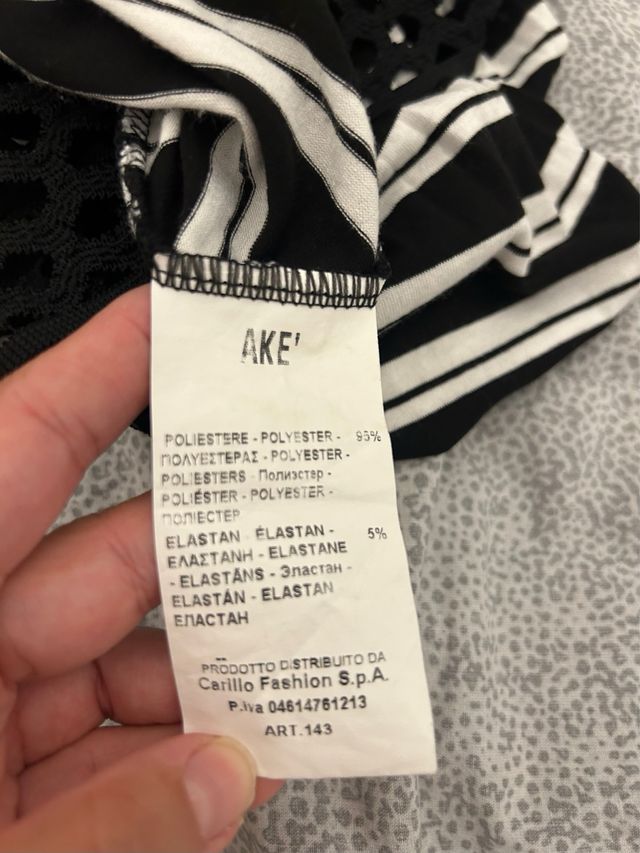 AKE'
POLIESTERE - POLYESTER - 95%
ΠΟΛΥΕΣΤΕΡΑΣ - POLYESTER -
POLIESTERS - Полиэстер -
POLIÉSTER - POLYESTER -
ПОЛІЕСТЕР
ELASTAN ÉLASTAN - 5%
ΕΛΑΣΤΑΝΗ - ELASTANE
- ELASTĀNS - Эластан -
ELASTÁN - ELASTAN
ЕЛАСТАН
PRODOTTO DISTRIBUITO DA
Carillo Fashion S.p.A.
P.iva 04614761213
ART.143